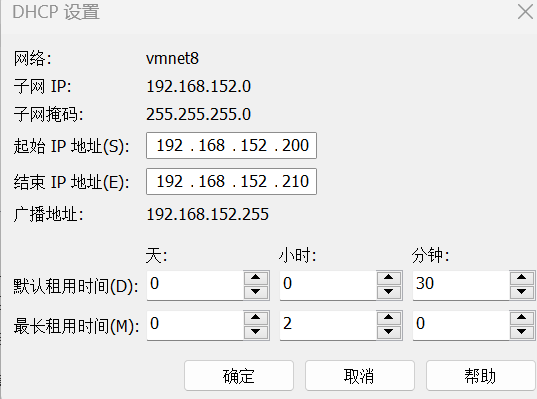 DHCP 设置
网络: vmnet8
子网 IP: 192.168.152.0
子网掩码: 255.255.255.0
起始 IP 地址(S): 192 . 168 . 152 . 200
结束 IP 地址(E): 192 . 168 . 152 . 210
广播地址: 192.168.152.255
天: 小时: 分钟:
默认租用时间(D): 0 0 30
最长租用时间(M): 0 2 0
确定 取消 帮助